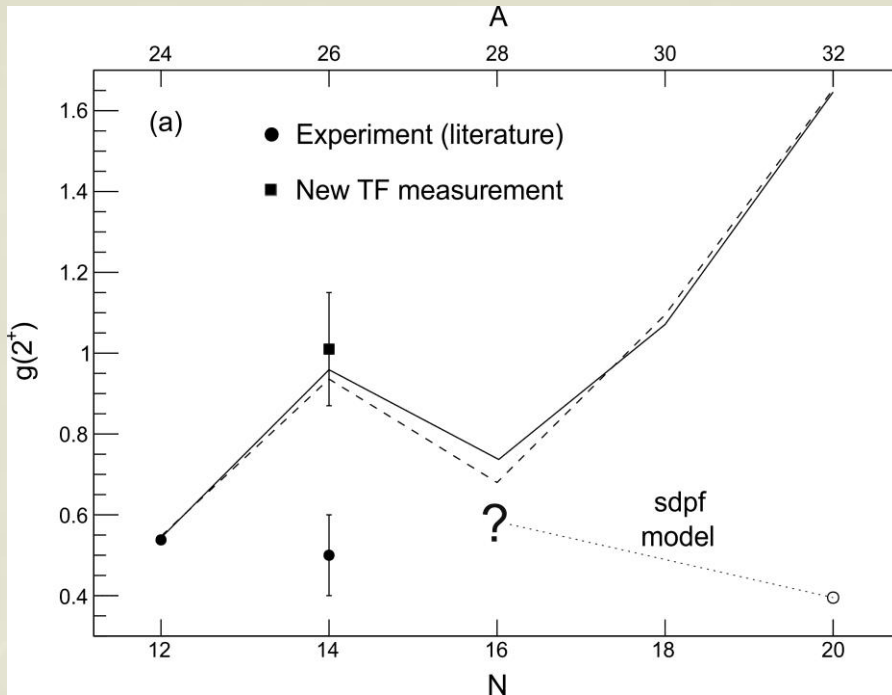 A
24 26 28 30 32
(a)
● Experiment (literature)
■ New TF measurement
1.6
1.4
1.2
1
0.8
0.6
0.4
g(2⁺)
?
sdpf
model
12 14 16 18 20
N